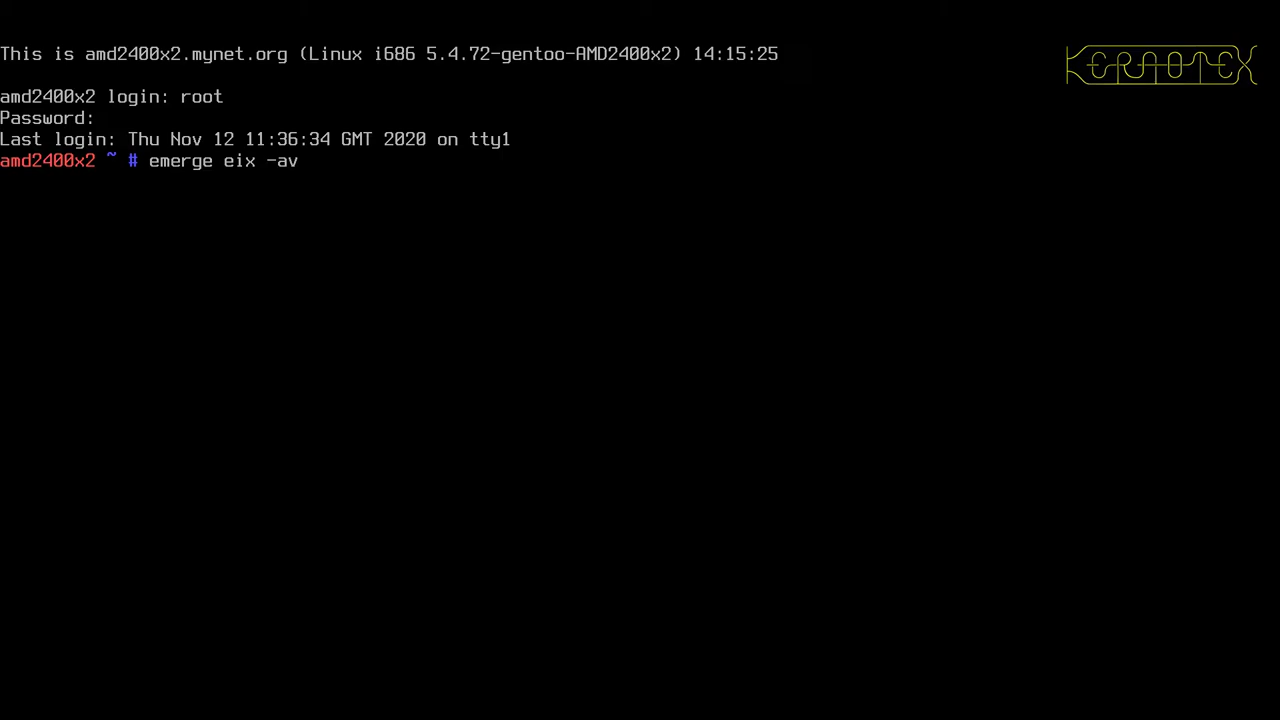 This is amd2400x2.mynet.org (Linux i686 5.4.72-gentoo-AMD2400x2) 14:15:25
KERNOTEX
amd2400x2 login: root
Password:
Last login: Thu Nov 12 11:36:34 GMT 2020 on tty1
amd2400x2 ~ # emerge eix -av